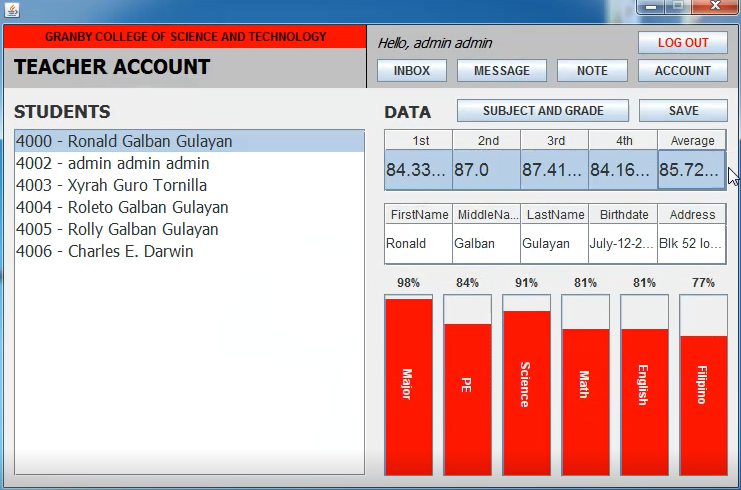 GRANBY COLLEGE OF SCIENCE AND TECHNOLOGY
TEACHER ACCOUNT
Hello, admin admin
LOG OUT
INBOX MESSAGE NOTE ACCOUNT
STUDENTS
4000 - Ronald Galban Gulayan
4002 - admin admin admin
4003 - Xyrah Guro Tornilla
4004 - Roleto Galban Gulayan
4005 - Rolly Galban Gulayan
4006 - Charles E. Darwin
DATA SUBJECT AND GRADE SAVE
1st 2nd 3rd 4th Average
84.33... 87.0 87.41... 84.16... 85.72...
FirstName MiddleNa... LastName Birthdate Address
Ronald Galban Gulayan July-12-2... Blk 52 lo...
98% 84% 91% 81% 81% 77%
Major PE Science Math English Filipino